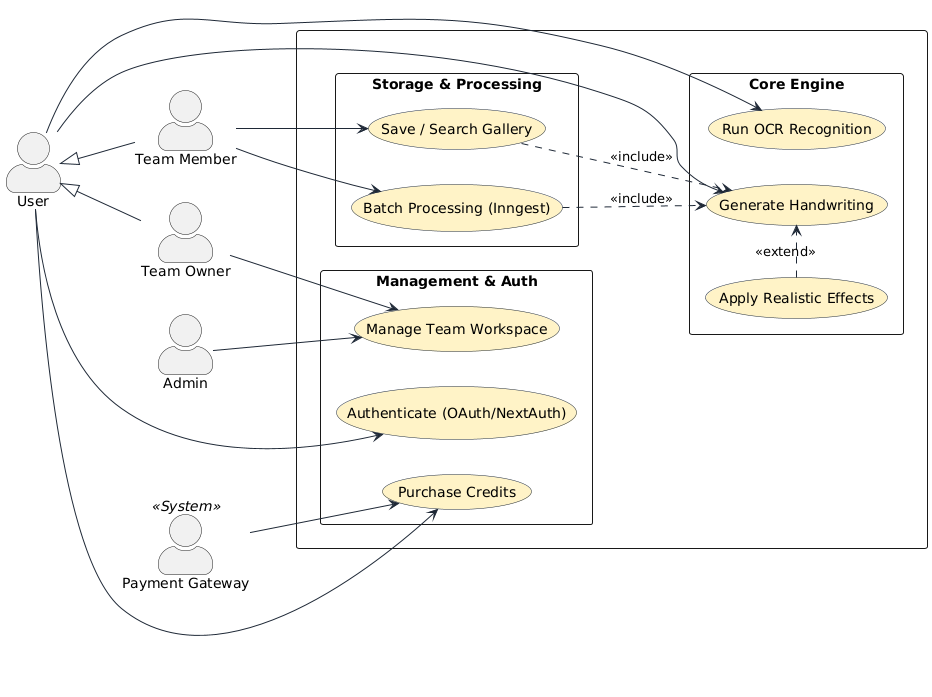 Storage & Processing
Core Engine
Save / Search Gallery
Run OCR Recognition
Team Member
«include»
User
«include»
Batch Processing (Inngest)
Generate Handwriting
«extend»
Team Owner
Management & Auth
Apply Realistic Effects
Manage Team Workspace
Admin
Authenticate (OAuth/NextAuth)
Purchase Credits
«System»
Payment Gateway